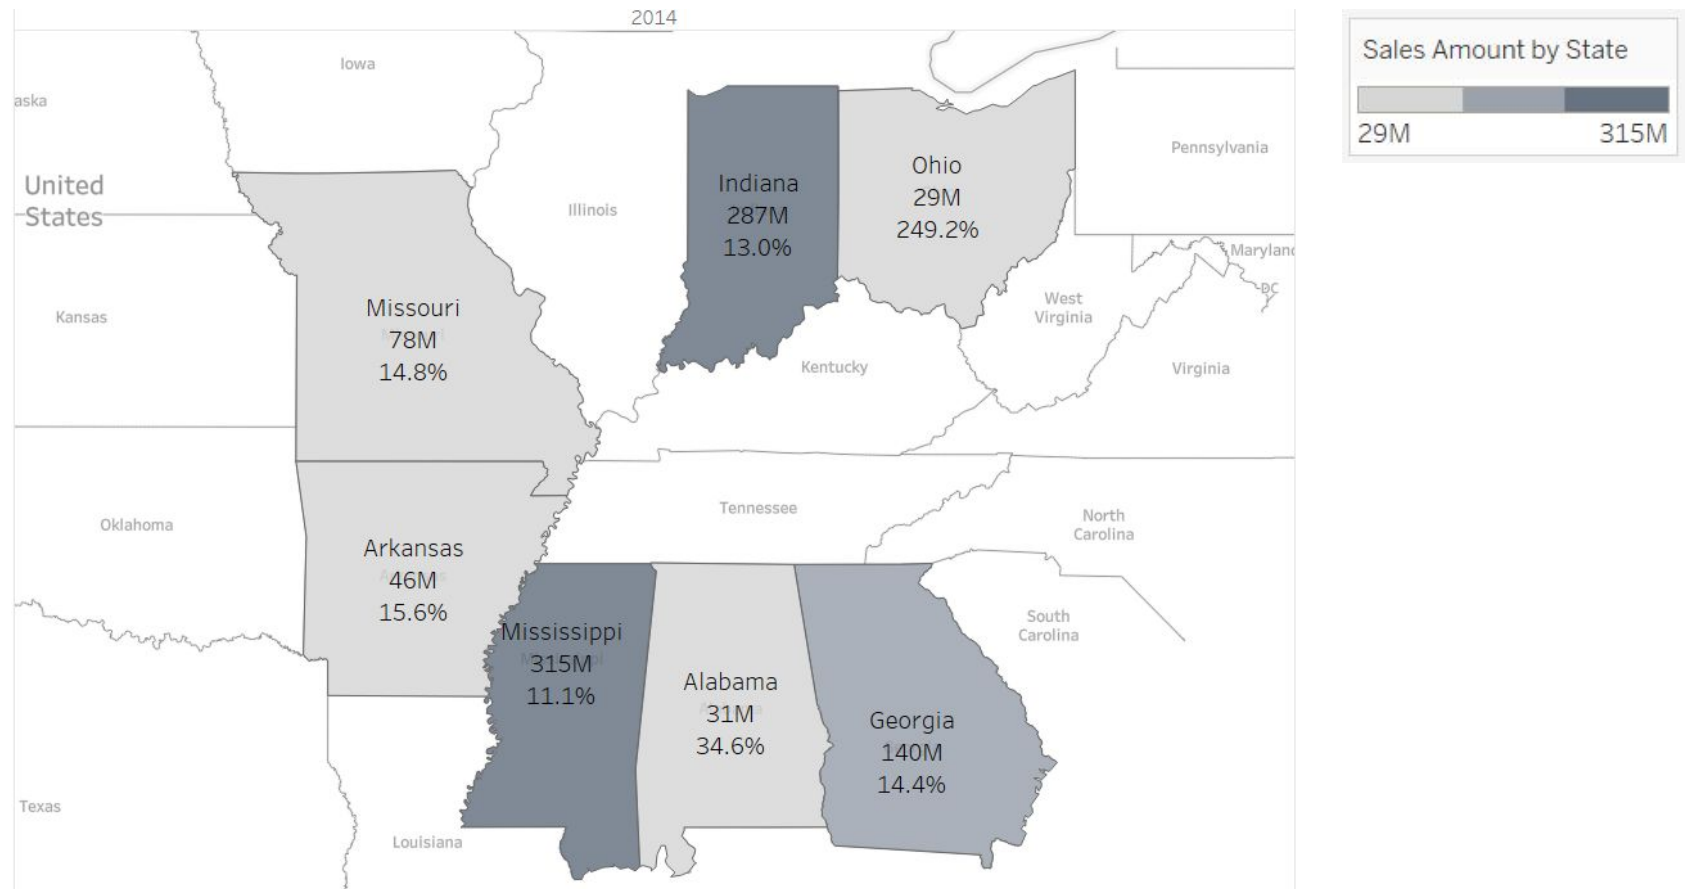 2014
Sales Amount by State
29M
315M
Iowa
aska
Pennsylvania
United
States
Illinois
Indiana
287M
13.0%
Ohio
29M
249.2%
Maryland
DC
West
Virginia
Kansas
Missouri
78M
14.8%
Kentucky
Virginia
Oklahoma
Tennessee
North
Carolina
Arkansas
46M
15.6%
South
Carolina
Mississippi
315M
11.1%
Alabama
31M
34.6%
Georgia
140M
14.4%
Texas
Louisiana